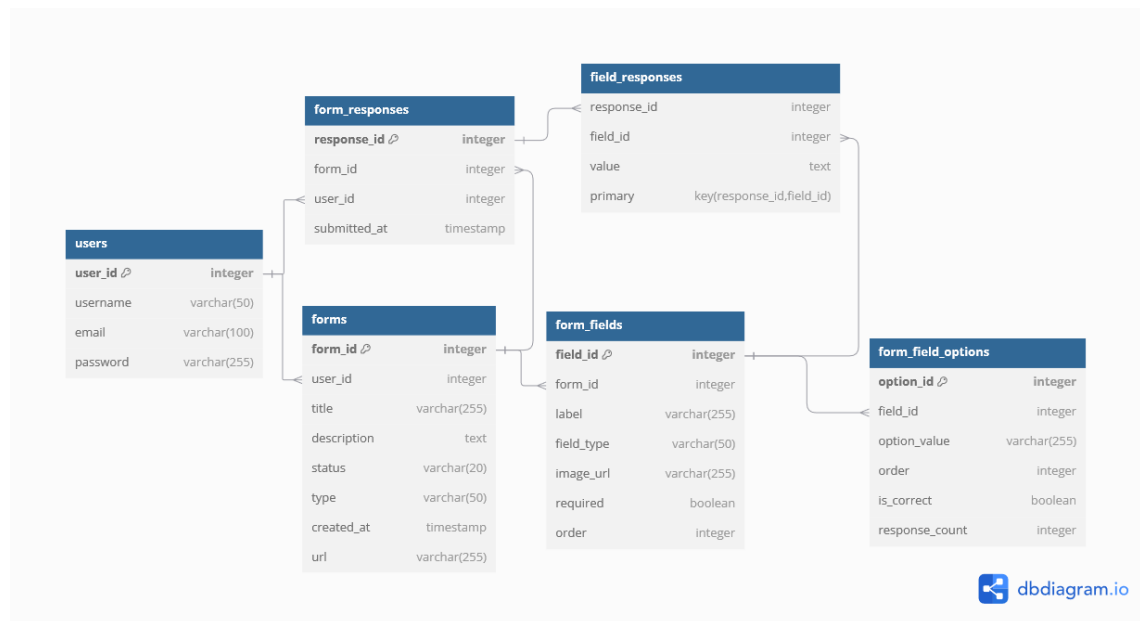 users
user_id integer
username varchar(50)
email varchar(100)
password varchar(255)
form_responses
response_id integer
form_id integer
user_id integer
submitted_at timestamp
forms
form_id integer
user_id integer
title varchar(255)
description text
status varchar(20)
type varchar(50)
created_at timestamp
url varchar(255)
field_responses
response_id integer
field_id integer
value text
primary key(response_id,field_id)
form_fields
field_id integer
form_id integer
label varchar(255)
field_type varchar(50)
image_url varchar(255)
required boolean
order integer
form_field_options
option_id integer
field_id integer
option_value varchar(255)
order integer
is_correct boolean
response_count integer
dbdiagram.io